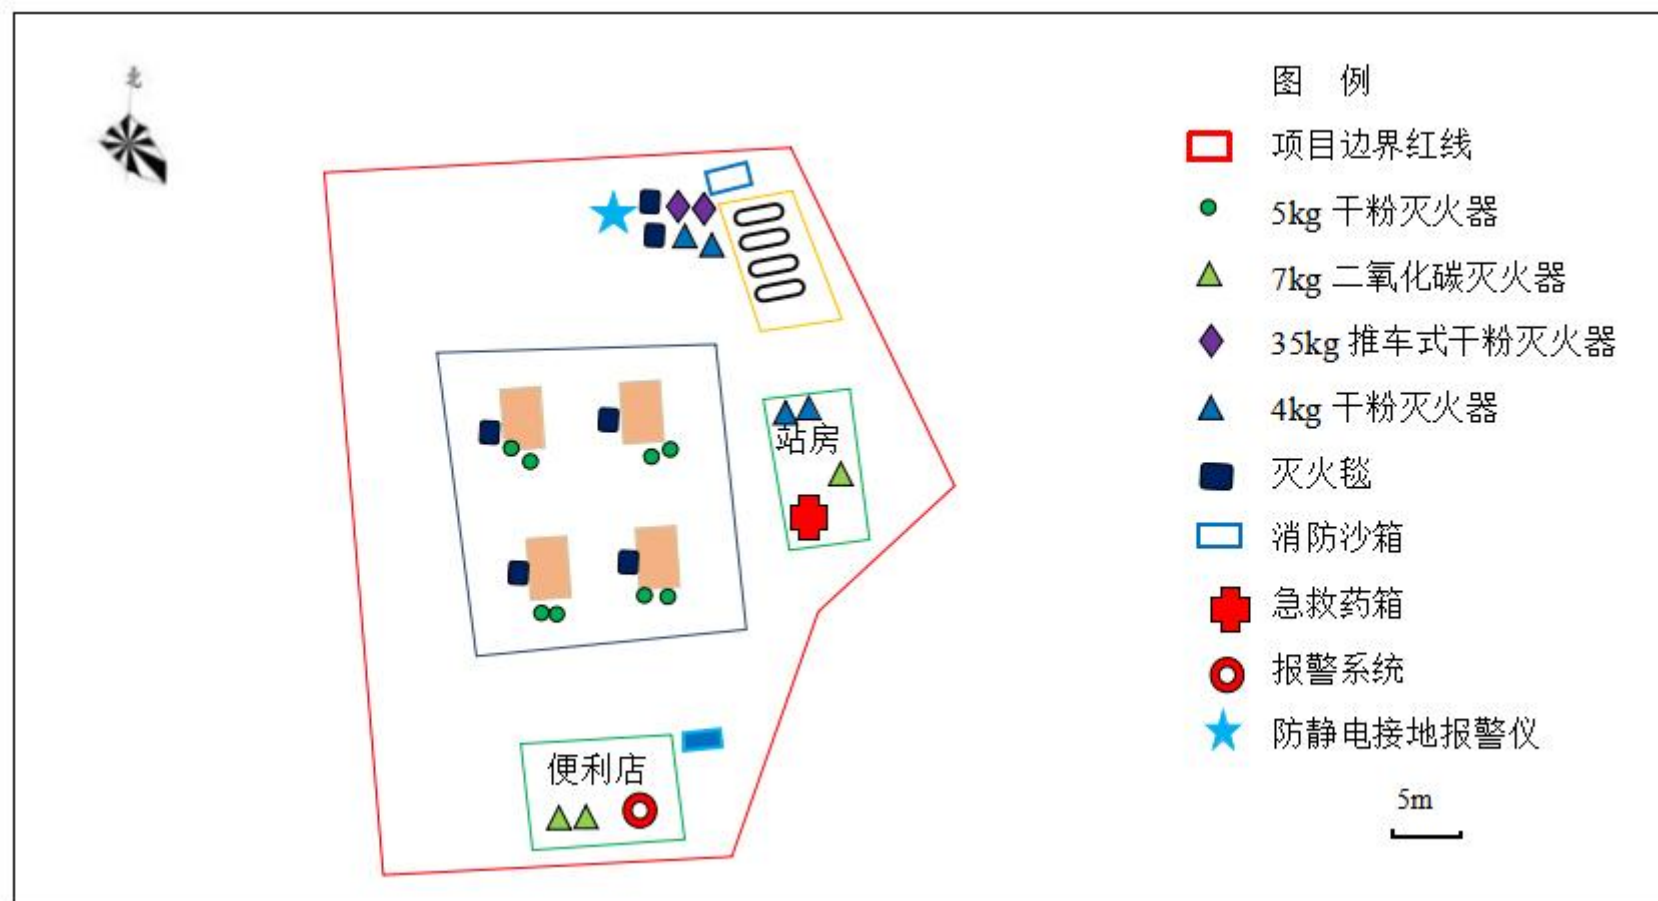 北
图 例
项目边界红线
5kg 干粉灭火器
7kg 二氧化碳灭火器
35kg 推车式干粉灭火器
4kg 干粉灭火器
灭火毯
消防沙箱
急救药箱
报警系统
防静电接地报警仪
5m
站房
便利店